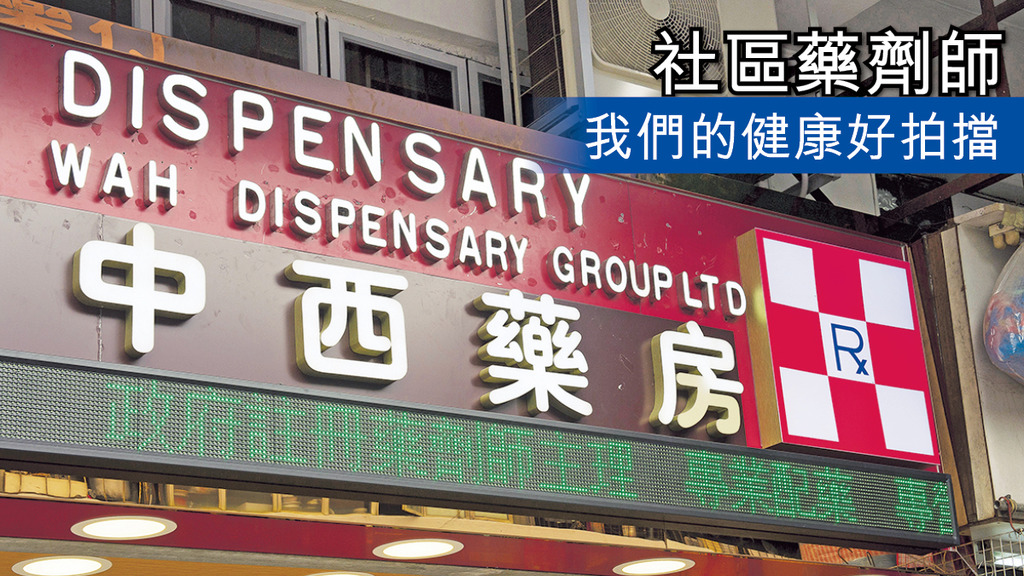 社區藥劑師
我們的健康好拍擋
DISPENSARY
WAH DISPENSARY GROUP LTD
中西藥房
Rx
政府註冊藥劑師主理 專業配藥